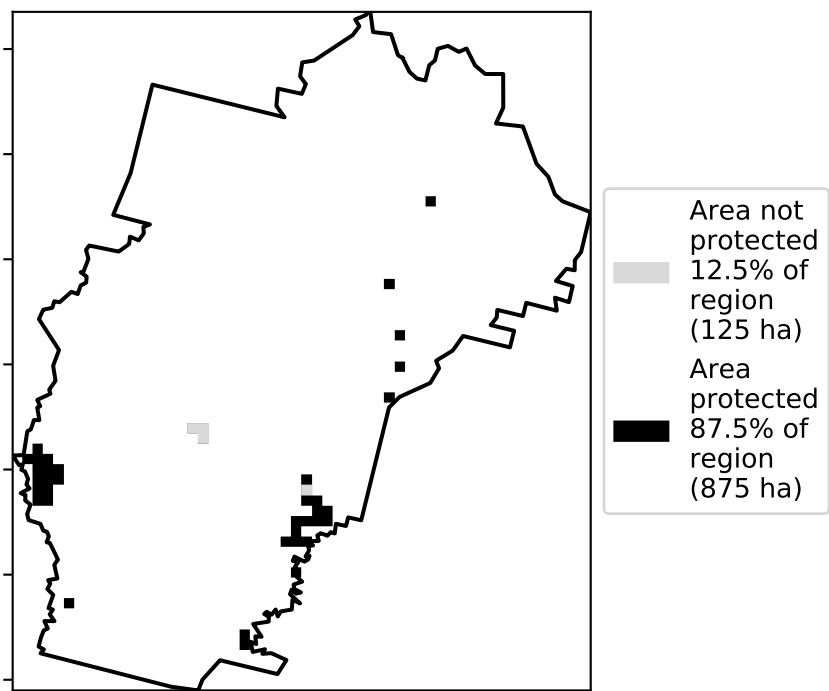 Area not
protected
12.5% of
region
(125 ha)
Area
protected
87.5% of
region
(875 ha)